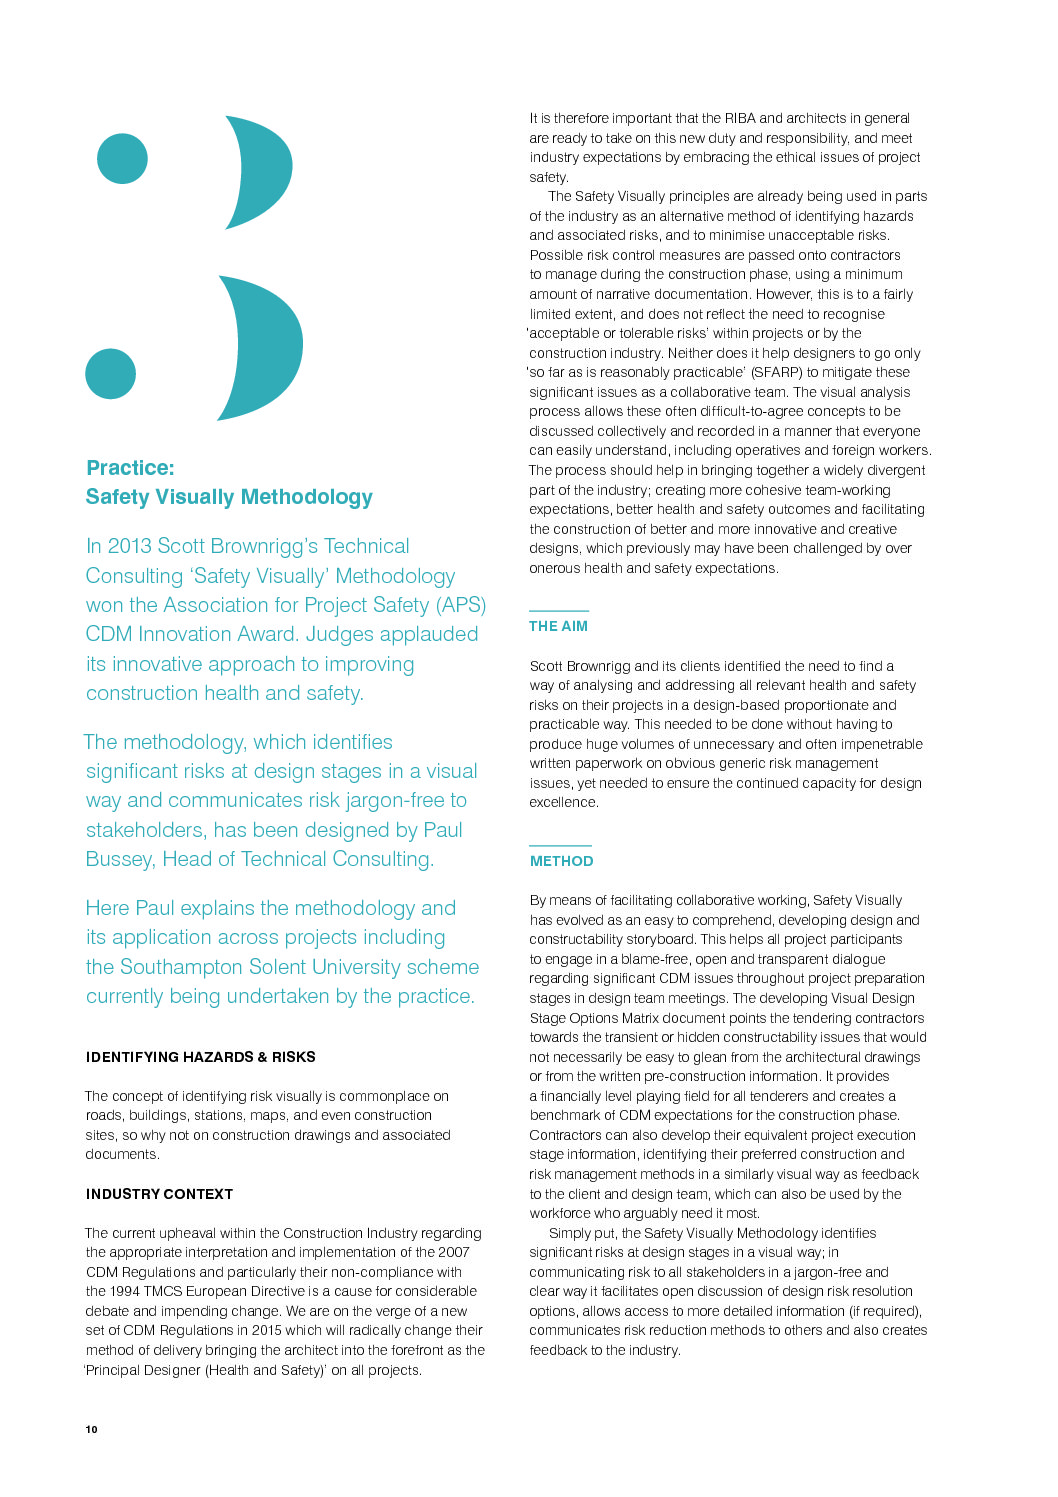 Practice:
Safety Visually Methodology
In 2013 Scott Brownrigg's Technical
Consulting 'Safety Visually' Methodology
won the Association for Project Safety (APS)
CDM Innovation Award. Judges applauded
its innovative approach to improving
construction health and safety.
The methodology, which identifies
significant risks at design stages in a visual
way and communicates risk jargon-free to
stakeholders, has been designed by Paul
Bussey, Head of Technical Consulting.
Here Paul explains the methodology and
its application across projects including
the Southampton Solent University scheme
currently being undertaken by the practice.
IDENTIFYING HAZARDS & RISKS
The concept of identifying risk visually is commonplace on
roads, buildings, stations, maps, and even construction
sites, so why not on construction drawings and associated
documents.
INDUSTRY CONTEXT
The current upheaval within the Construction Industry regarding
the appropriate interpretation and implementation of the 2007
CDM Regulations and particularly their non-compliance with
the 1994 TMCS European Directive is a cause for considerable
debate and impending change. We are on the verge of a new
set of CDM Regulations in 2015 which will radically change their
method of delivery bringing the architect into the forefront as the
'Principal Designer (Health and Safety)' on all projects.
It is therefore important that the RIBA and architects in general
are ready to take on this new duty and responsibility, and meet
industry expectations by embracing the ethical issues of project
safety.
The Safety Visually principles are already being used in parts
of the industry as an alternative method of identifying hazards
and associated risks, and to minimise unacceptable risks.
Possible risk control measures are passed onto contractors
to manage during the construction phase, using a minimum
amount of narrative documentation. However, this is to a fairly
limited extent, and does not reflect the need to recognise
'acceptable or tolerable risks' within projects or by the
construction industry. Neither does it help designers to go only
'so far as is reasonably practicable' (SFARP) to mitigate these
significant issues as a collaborative team. The visual analysis
process allows these often difficult-to-agree concepts to be
discussed collectively and recorded in a manner that everyone
can easily understand, including operatives and foreign workers.
The process should help in bringing together a widely divergent
part of the industry; creating more cohesive team-working
expectations, better health and safety outcomes and facilitating
the construction of better and more innovative and creative
designs, which previously may have been challenged by over
onerous health and safety expectations.
THE AIM
Scott Brownrigg and its clients identified the need to find a
way of analysing and addressing all relevant health and safety
risks on their projects in a design-based proportionate and
practicable way. This needed to be done without having to
produce huge volumes of unnecessary and often impenetrable
written paperwork on obvious generic risk management
issues, yet needed to ensure the continued capacity for design
excellence.
METHOD
By means of facilitating collaborative working, Safety Visually
has evolved as an easy to comprehend, developing design and
constructability storyboard. This helps all project participants
to engage in a blame-free, open and transparent dialogue
regarding significant CDM issues throughout project preparation
stages in design team meetings. The developing Visual Design
Stage Options Matrix document points the tendering contractors
towards the transient or hidden constructability issues that would
not necessarily be easy to glean from the architectural drawings
or from the written pre-construction information. It provides
a financially level playing field for all tenderers and creates a
benchmark of CDM expectations for the construction phase.
Contractors can also develop their equivalent project execution
stage information, identifying their preferred construction and
risk management methods in a similarly visual way as feedback
to the client and design team, which can also be used by the
workforce who arguably need it most.
Simply put, the Safety Visually Methodology identifies
significant risks at design stages in a visual way; in
communicating risk to all stakeholders in a jargon-free and
clear way it facilitates open discussion of design risk resolution
options, allows access to more detailed information (if required),
communicates risk reduction methods to others and also creates
feedback to the industry.
10